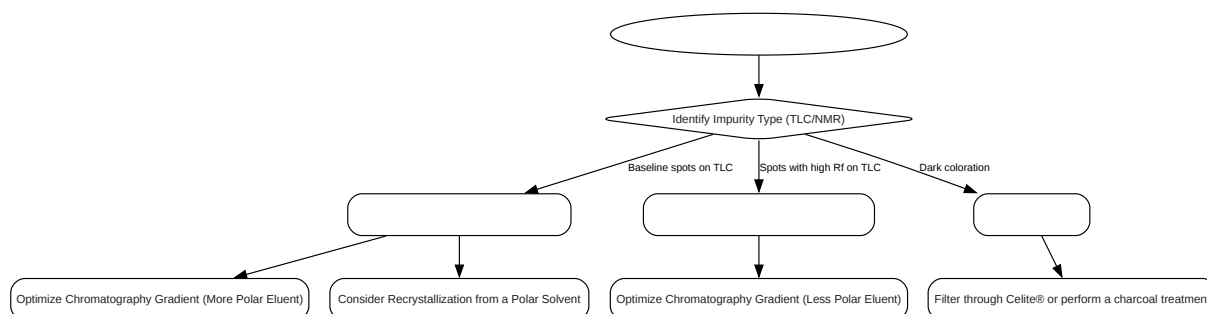 Identify Impurity Type (TLC/NMR)
Baseline spots on TLC
Spots with high Rf on TLC
Dark coloration
Optimize Chromatography Gradient (More Polar Eluent)
Consider Recrystallization from a Polar Solvent
Optimize Chromatography Gradient (Less Polar Eluent)
Filter through Celite® or perform a charcoal treatment